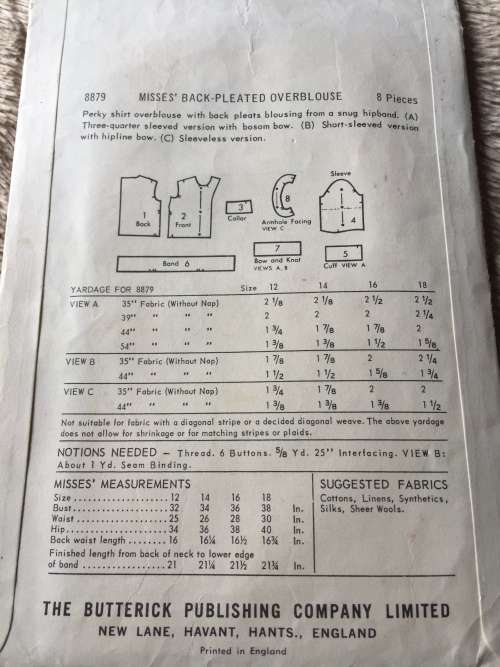 8879 MISSES' BACK-PLEATED OVERBLOUSE 8 Pieces
Perky shirt overblouse with back pleats blousing from a snug hipband. (A)
Three-quarter sleeved version with bosom bow. (B) Short-sleeved version
with hipline bow. (C) Sleeveless version.
1
Back
2
Front
3
Collar
8
Armhole Facing
VIEW C
Sleeve
4
Band 6
7
Bow and Knot
VIEWS A, B
5
Cuff VIEW A
YARDAGE FOR 8879 Size 12 14 16 18
VIEW A 35" Fabric (Without Nap) 2 1/8 2 1/8 2 1/2 2 1/2
39" " " " 2 2 2 2 1/4
44" " " " 1 3/4 1 7/8 1 7/8 2
54" " " " 1 3/8 1 3/8 1 1/2 1 5/8
VIEW B 35" Fabric (Without Nap) 1 7/8 1 7/8 2 2 1/4
44" " " " 1 1/2 1 1/2 1 5/8 1 3/4
VIEW C 35" Fabric (Without Nap) 1 3/4 1 7/8 2 2
44" " " " 1 3/8 1 3/8 1 3/8 1 1/2
Not suitable for fabric with a diagonal stripe or a decided diagonal weave. The above yardage
does not allow for shrinkage or for matching stripes or plaids.
NOTIONS NEEDED – Thread. 6 Buttons. 5/8 Yd. 25" Interfacing. VIEW B:
About 1 Yd. Seam Binding.
MISSES' MEASUREMENTS
Size .................. 12 14 16 18
Bust .................. 32 34 36 38 In.
Waist .................. 25 26 28 30 In.
Hip .................. 34 36 38 40 In.
Back waist length ........ 16 16¼ 16½ 16¾ In.
Finished length from back of neck to lower edge
of band ................. 21 21¼ 21½ 21¾ In.
SUGGESTED FABRICS
Cottons, Linens, Synthetics,
Silks, Sheer Wools.
THE BUTTERICK PUBLISHING COMPANY LIMITED
NEW LANE, HAVANT, HANTS., ENGLAND
Printed in England